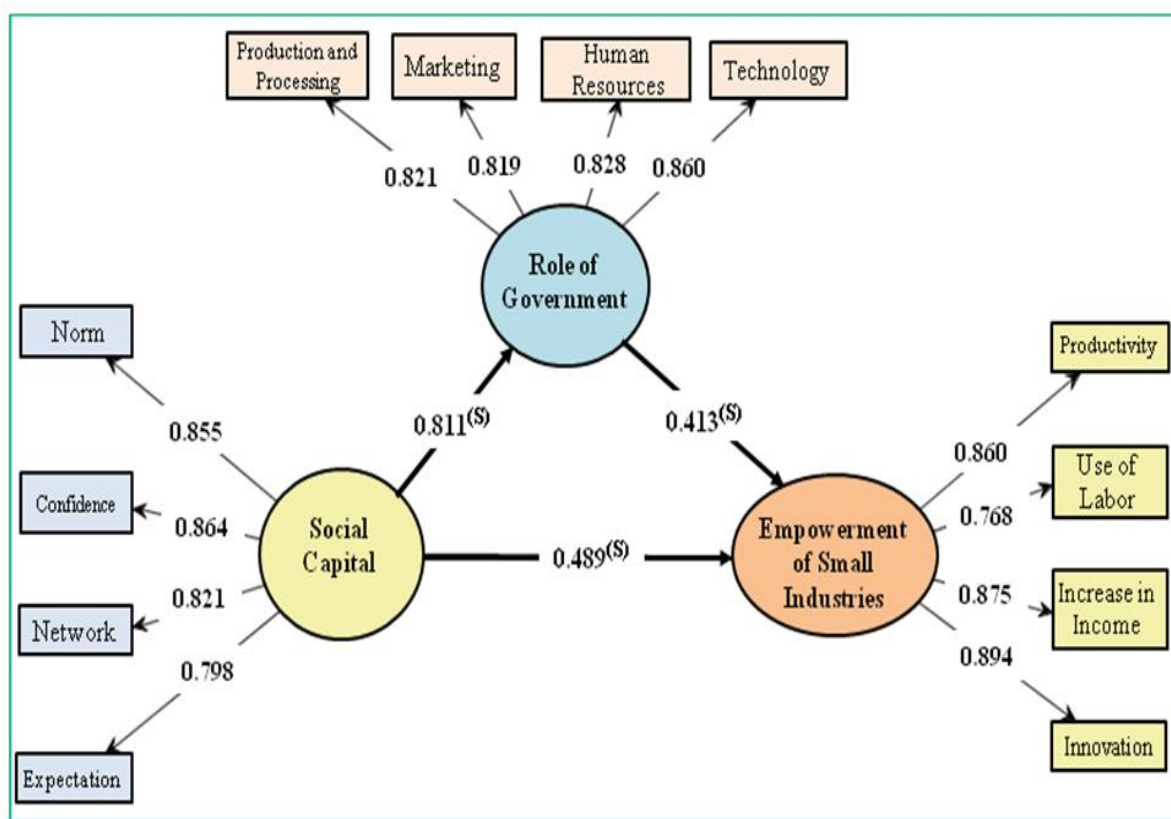 Production and
Processing
Marketing
Human
Resources
Technology
0.821
0.819
0.828
0.860
Role of
Government
Norm
Confidence
Network
Expectation
0.855
0.864
0.821
0.798
Social
Capital
0.811(S)
0.413(S)
0.489(S)
Empowerment
of Small
Industries
0.860
0.768
0.875
0.894
Productivity
Use of
Labor
Increase in
Income
Innovation